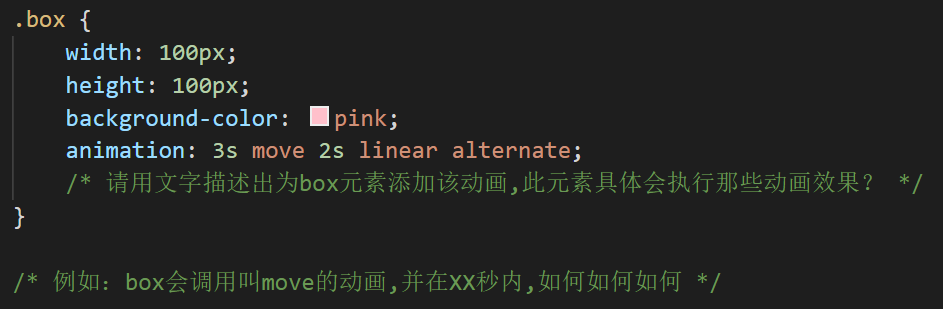 .box {
width: 100px;
height: 100px;
background-color: pink;
animation: 3s move 2s linear alternate;
/* 请用文字描述出为box元素添加该动画,此元素具体会执行那些动画效果? */
}
/* 例如：box会调用叫move的动画,并在XX秒内,如何如何如何 */